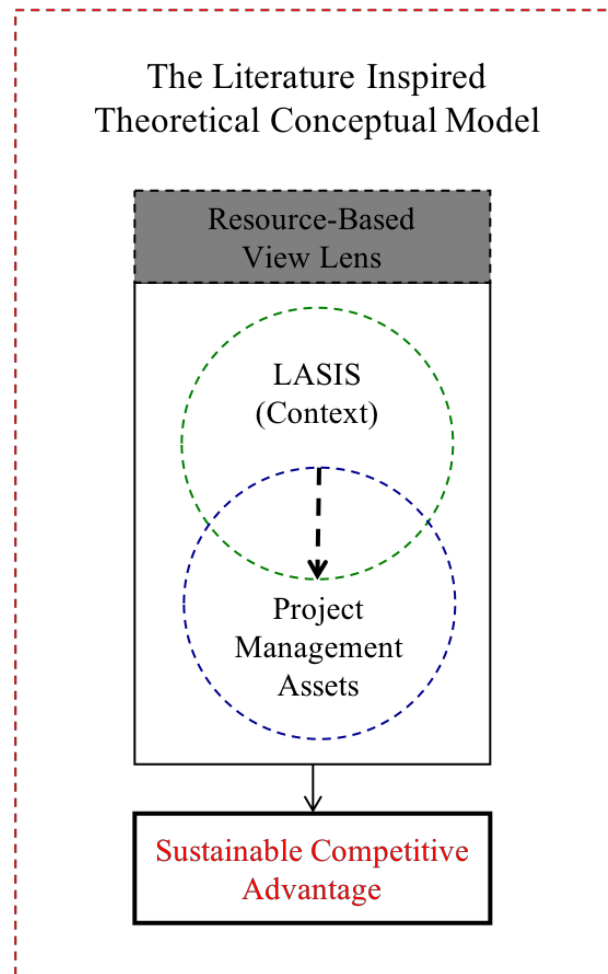 The Literature Inspired
Theoretical Conceptual Model
Resource-Based
View Lens
LASIS
(Context)
Project
Management
Assets
Sustainable Competitive
Advantage